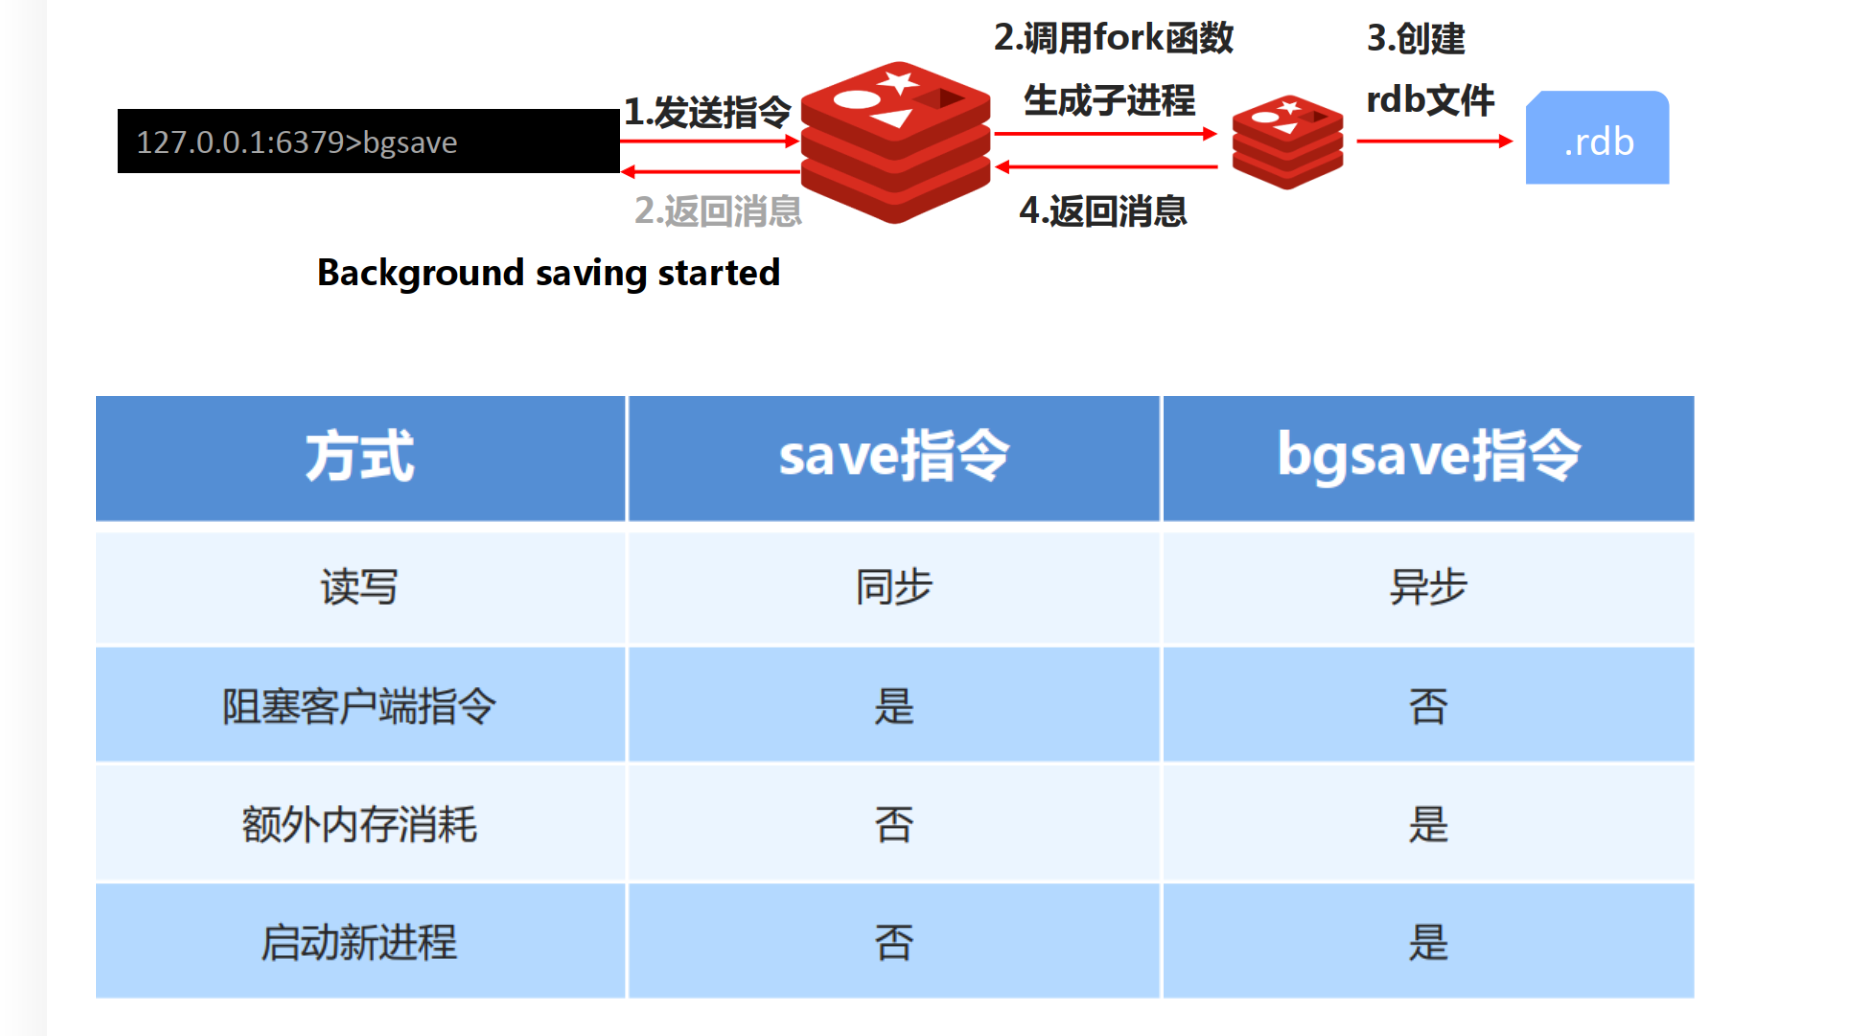 2.调用fork函数
生成子进程
3.创建
rdb文件
1.发送指令
127.0.0.1:6379>bgsave
.rdb
2.返回消息
4.返回消息
Background saving started
方式 save指令 bgsave指令
读写 同步 异步
阻塞客户端指令 是 否
额外内存消耗 否 是
启动新进程 否 是